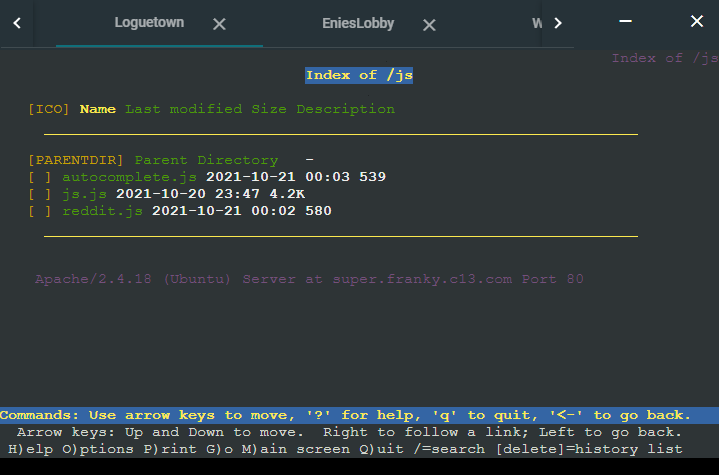 Loguetown
EniesLobby
W
Index of /js
Index of /js
[ICO] Name Last modified Size Description
[PARENTDIR] Parent Directory -
[ ] autocomplete.js 2021-10-21 00:03 539
[ ] js.js 2021-10-20 23:47 4.2K
[ ] reddit.js 2021-10-21 00:02 580
Apache/2.4.18 (Ubuntu) Server at super.franky.c13.com Port 80
Commands: Use arrow keys to move, '?' for help, 'q' to quit, '<-' to go back.
Arrow keys: Up and Down to move. Right to follow a link; Left to go back.
H)elp O)ptions P)rint G)o M)ain screen Q)uit /=search [delete]=history list